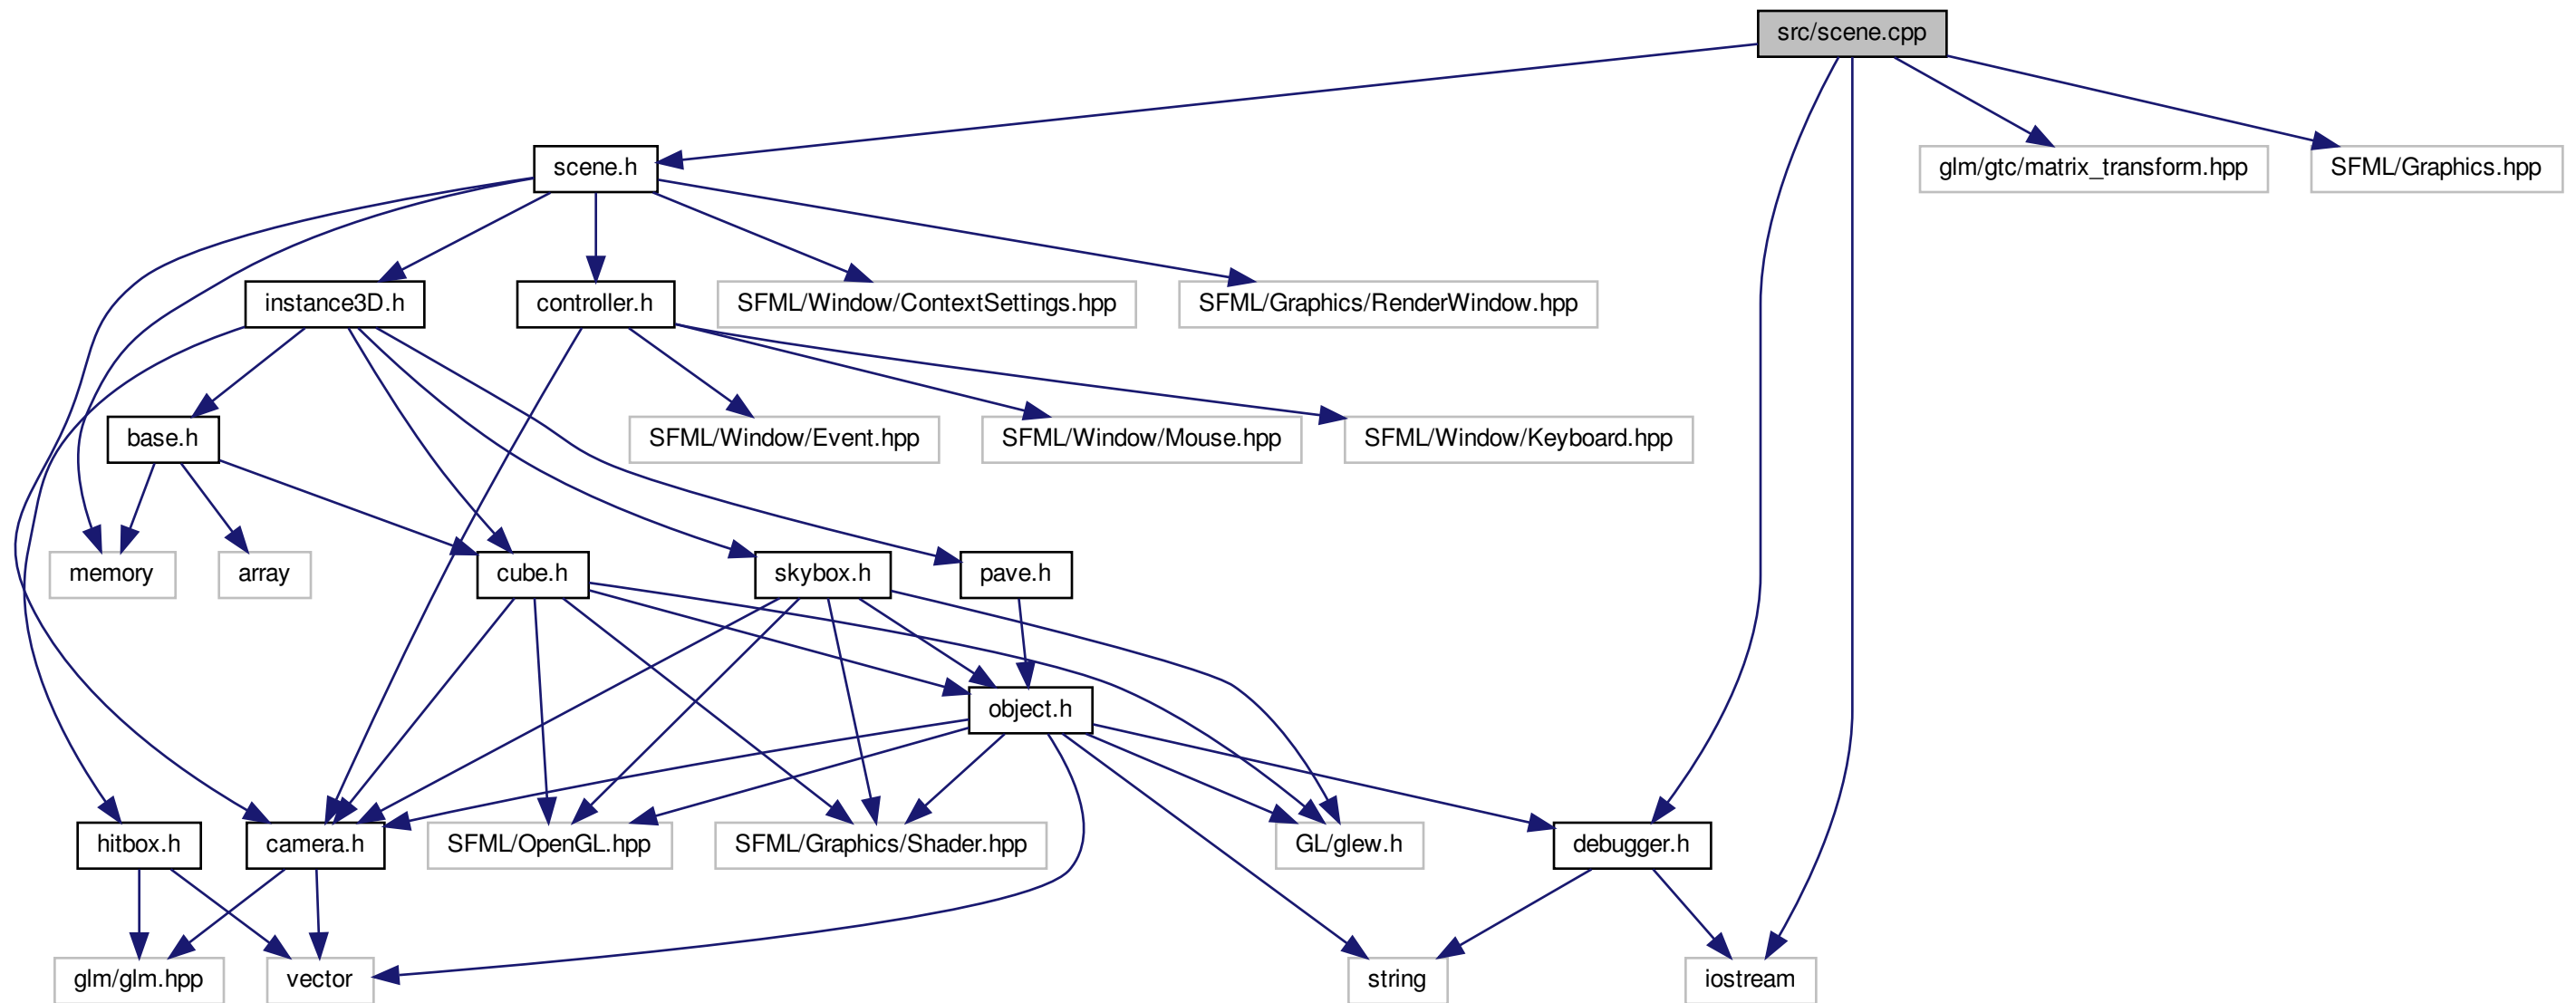 src/scene.cpp
scene.h
glm/gtc/matrix_transform.hpp
SFML/Graphics.hpp
instance3D.h
controller.h
SFML/Window/ContextSettings.hpp
SFML/Graphics/RenderWindow.hpp
base.h
SFML/Window/Event.hpp
SFML/Window/Mouse.hpp
SFML/Window/Keyboard.hpp
memory
array
cube.h
skybox.h
pave.h
object.h
hitbox.h
camera.h
SFML/OpenGL.hpp
SFML/Graphics/Shader.hpp
GL/glew.h
debugger.h
glm/glm.hpp
vector
string
iostream